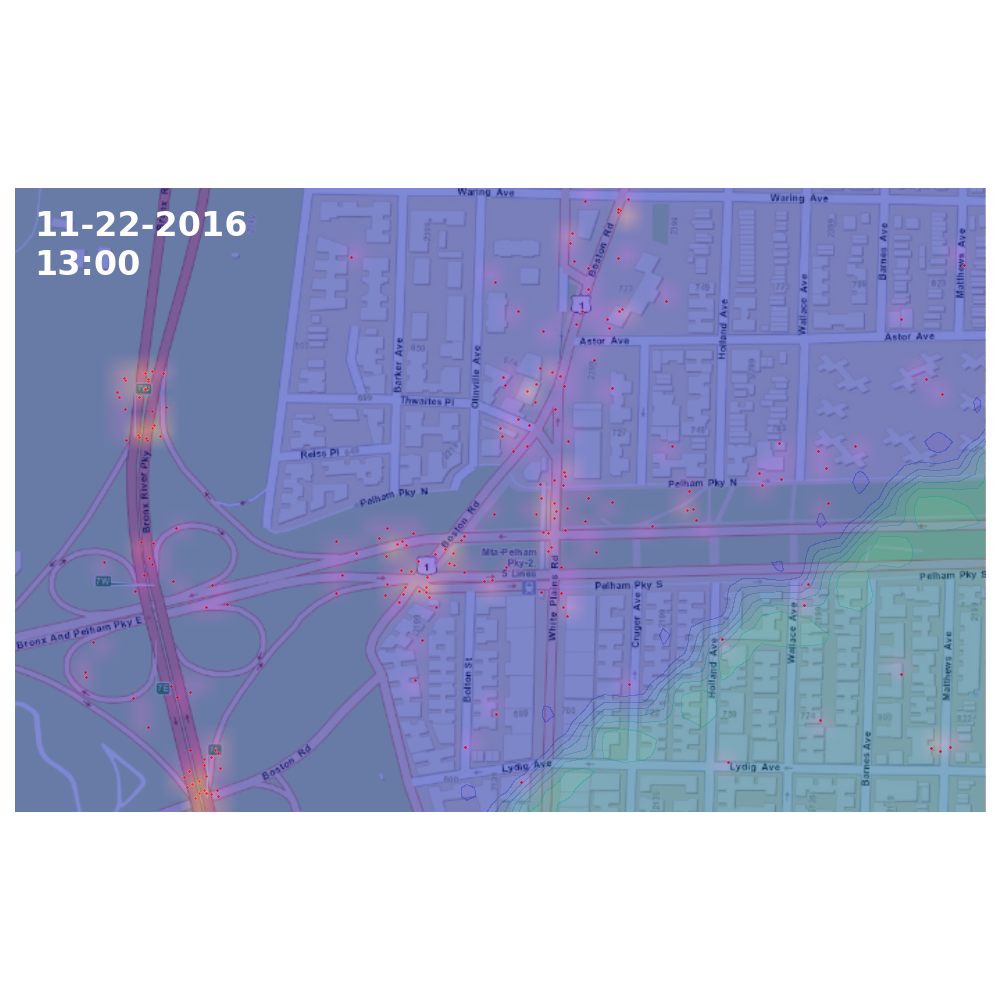 11-22-2016
13:00
Waring Ave
Waring Ave
Boston Rd
Barnes Ave
Matthews Ave
1
Wallace Ave
Holland Ave
Astor Ave
Astor Ave
Barker Ave
Olinville Ave
Thwaites Pl
Reiss Pl
Pelham Pky N
Pelham Pky N
Bronx River Pky
Boston Rd
1
Mta-Pelham
Pky-2,
5 Lines
7W
Pelham Pky S
Pelham Pky S
White Plains Rd
Cruger Ave
Wallace Ave
Holland Ave
Matthews Ave
Bronx And Pelham Pky E
Bolton St
7E
Boston Rd
Lydig Ave
Lydig Ave
Barnes Ave